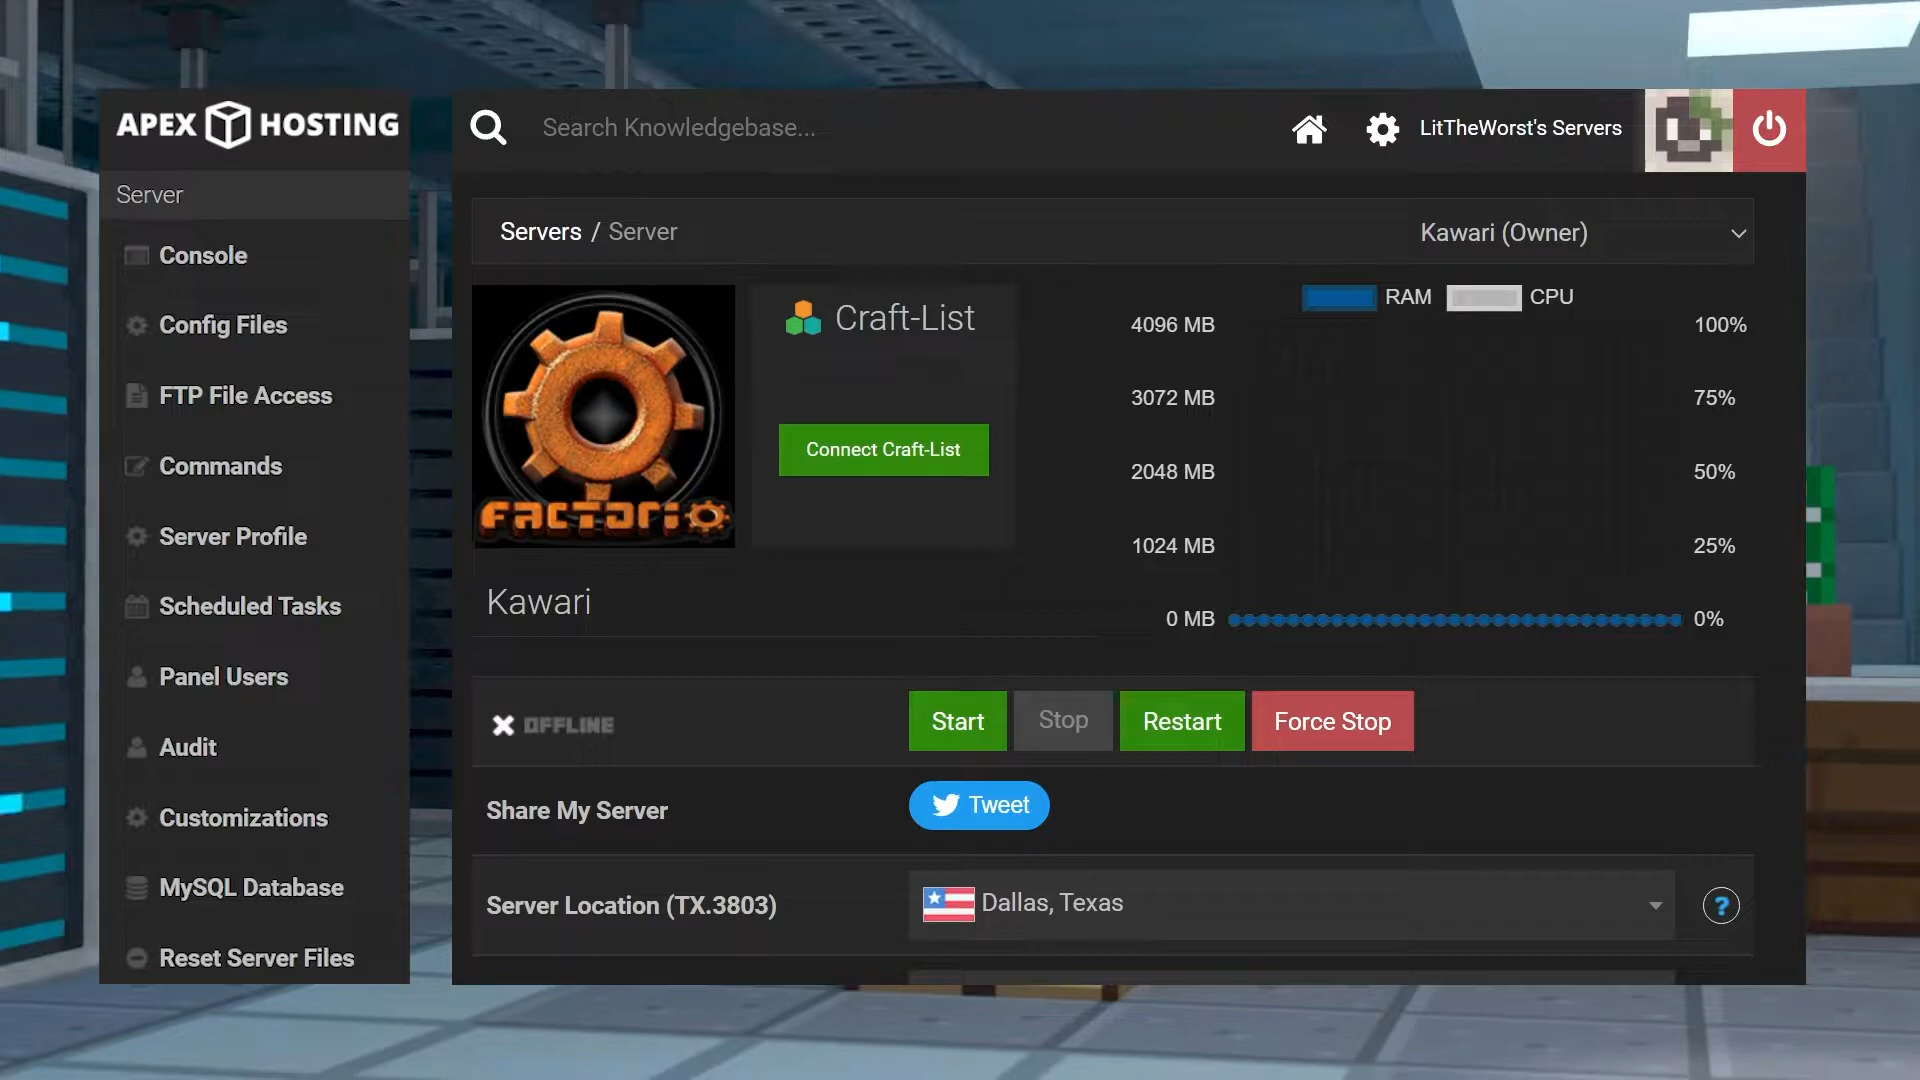 APEX HOSTING
Search Knowledgebase...
LitTheWorst's Servers
Server
Console
Config Files
FTP File Access
Commands
Server Profile
Scheduled Tasks
Panel Users
Audit
Customizations
MySQL Database
Reset Server Files
Servers / Server
Kawari (Owner)
FACTORIO
Craft-List
Connect Craft-List
RAM
CPU
4096 MB
100%
3072 MB
75%
2048 MB
50%
1024 MB
25%
0 MB
0%
Kawari
OFFLINE
Start
Stop
Restart
Force Stop
Share My Server
Tweet
Server Location (TX.3803)
Dallas, Texas
?